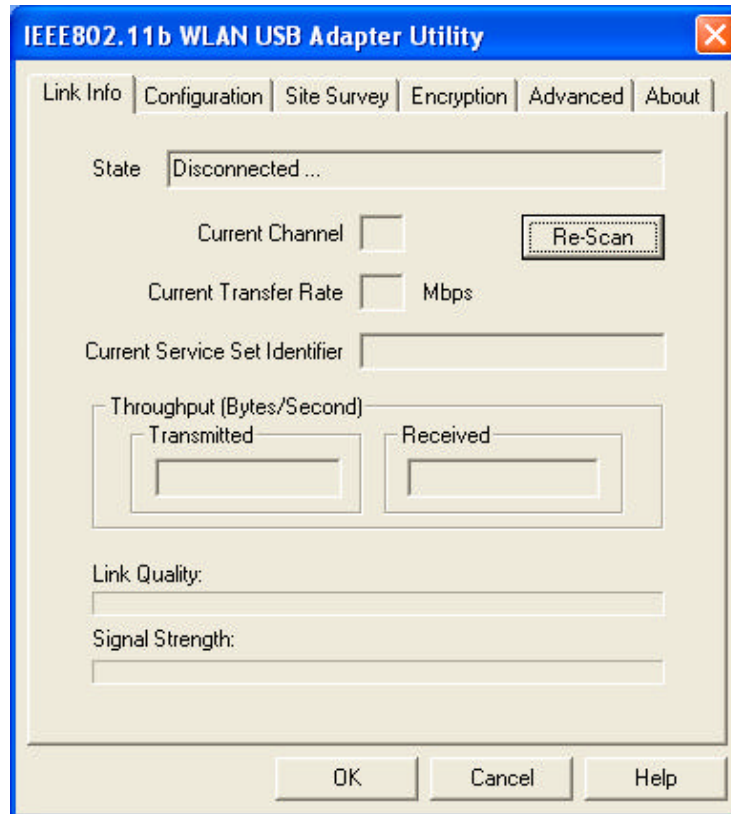 IEEE802.11b WLAN USB Adapter Utility
Link Info Configuration Site Survey Encryption Advanced About
State Disconnected ...
Current Channel Re-Scan
Current Transfer Rate Mbps
Current Service Set Identifier
Throughput (Bytes/Second)
Transmitted Received
Link Quality:
Signal Strength:
OK Cancel Help